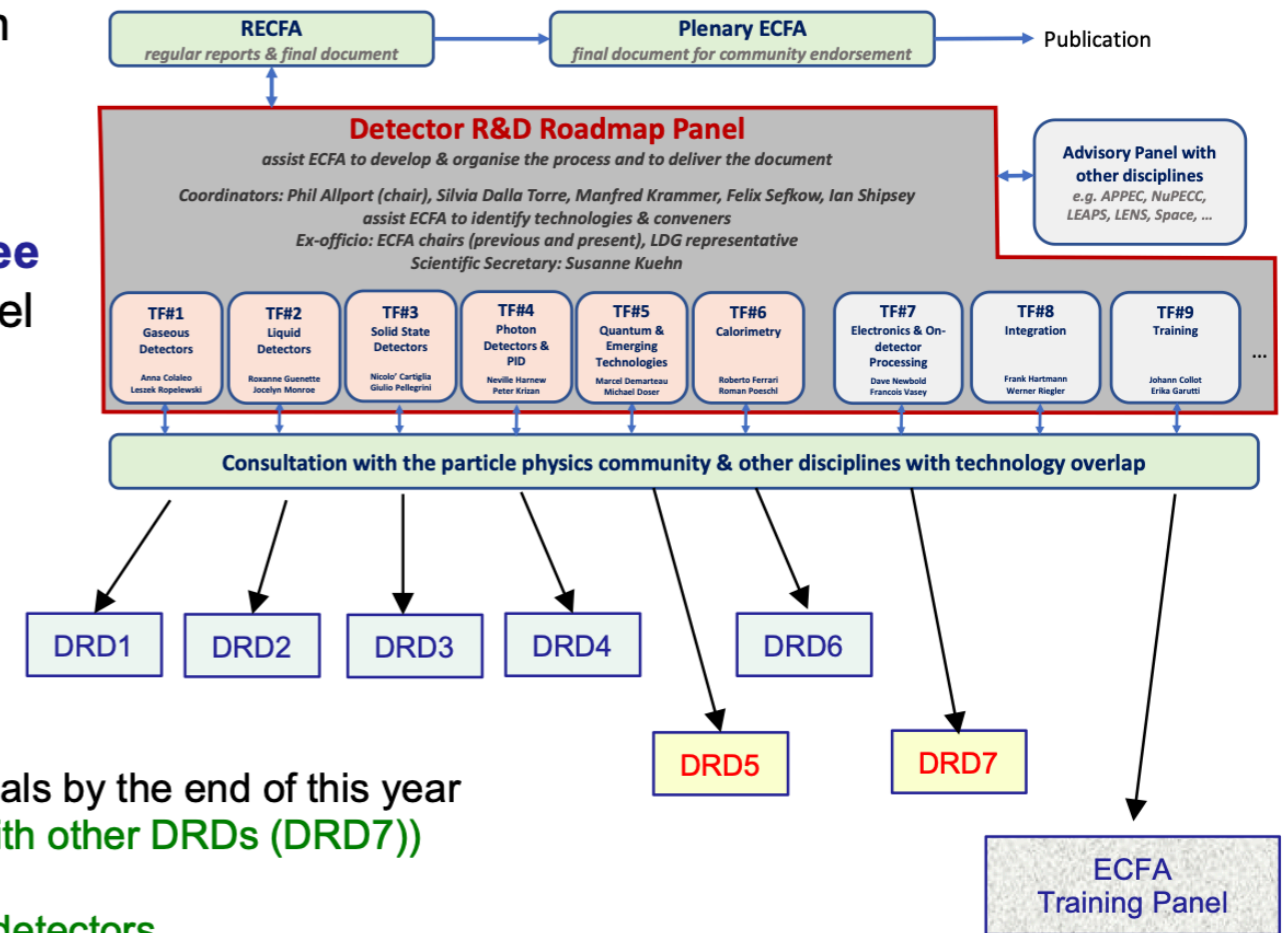 n
RECFA
regular reports & final document
Plenary ECFA
final document for community endorsement
Publication
Detector R&D Roadmap Panel
assist ECFA to develop & organise the process and to deliver the document
Coordinators: Phil Allport (chair), Silvia Dalla Torre, Manfred Krammer, Felix Sefkow, Ian Shipsey
assist ECFA to identify technologies & conveners
Ex-officio: ECFA chairs (previous and present), LDG representative
Scientific Secretary: Susanne Kuehn
Advisory Panel with
other disciplines
e.g. APPEC, NuPECC,
LEAPS, LENS, Space, ...
ee
el
TF#1
Gaseous
Detectors
Anna Colaleo
Leszek Ropelewski
TF#2
Liquid
Detectors
Roxanne Guenette
Jocelyn Monroe
TF#3
Solid State
Detectors
Nicolo' Cartiglia
Giulio Pellegrini
TF#4
Photon
Detectors &
PID
Neville Harnew
Peter Krizan
TF#5
Quantum &
Emerging
Technologies
Marcel Demarteau
Michael Doser
TF#6
Calorimetry
Roberto Ferrari
Roman Poeschl
TF#7
Electronics & On-
detector
Processing
Dave Newbold
Francois Vasey
TF#8
Integration
Frank Hartmann
Werner Riegler
TF#9
Training
Johann Collot
Erika Garutti
...
Consultation with the particle physics community & other disciplines with technology overlap
DRD1
DRD2
DRD3
DRD4
DRD6
DRD5
DRD7
als by the end of this year
ith other DRDs (DRD7))
ECFA
Training Panel
detectors